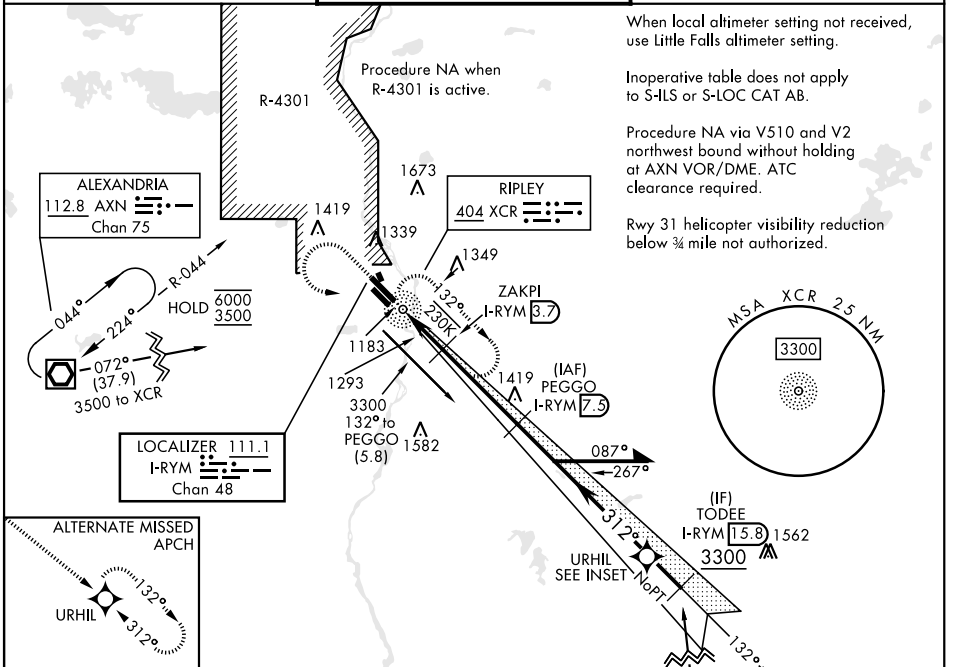 When local altimeter setting not received,
use Little Falls altimeter setting.
Inoperative table does not apply
to S-ILS or S-LOC CAT AB.
Procedure NA via V510 and V2
northwest bound without holding
at AXN VOR/DME. ATC
clearance required.
Rwy 31 helicopter visibility reduction
below ¾ mile not authorized.
R-4301
Procedure NA when
R-4301 is active.
ALEXANDRIA
112.8 AXN
Chan 75
1673
RIPLEY
404 XCR
1419
1339
1349
R-044
044°
224°
HOLD 6000
3500
072°
(37.9)
3500 to XCR
132°
230K
ZAKPI
I-RYM 3.7
MSA XCR 25 NM
3300
1183
1293
3300
132° to
PEGGO
(5.8)
1582
1419
(IAF)
PEGGO
I-RYM 7.5
LOCALIZER 111.1
I-RYM
Chan 48
087°
267°
312°
(IF)
TODEE
I-RYM 15.8
3300
1562
URHIL
SEE INSET
NoPT
132°
ALTERNATE MISSED
APCH
URHIL
132°
312°